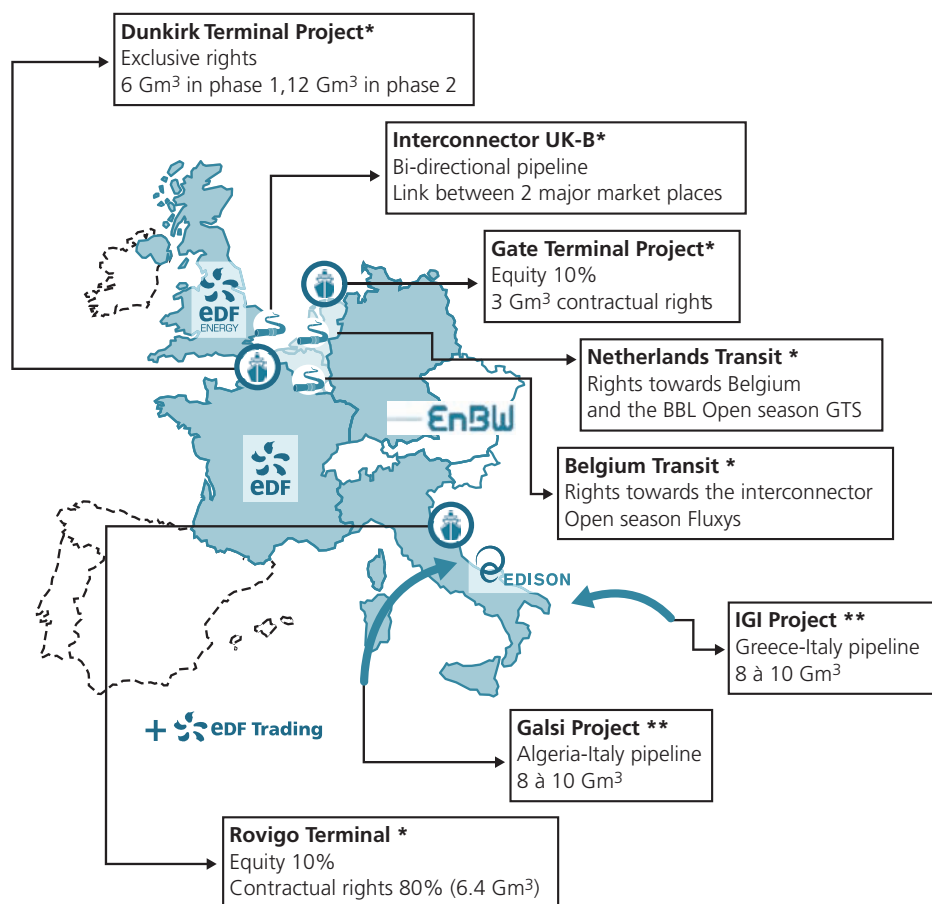 Dunkirk Terminal Project*
Exclusive rights
6 Gm³ in phase 1,12 Gm³ in phase 2
Interconnector UK-B*
Bi-directional pipeline
Link between 2 major market places
Gate Terminal Project*
Equity 10%
3 Gm³ contractual rights
eDF
ENERGY
Netherlands Transit *
Rights towards Belgium
and the BBL Open season GTS
EnBW
Belgium Transit *
Rights towards the interconnector
Open season Fluxys
eDF
EDISON
IGI Project **
Greece-Italy pipeline
8 à 10 Gm³
+ eDF Trading
Galsi Project **
Algeria-Italy pipeline
8 à 10 Gm³
Rovigo Terminal *
Equity 10%
Contractual rights 80% (6.4 Gm³)